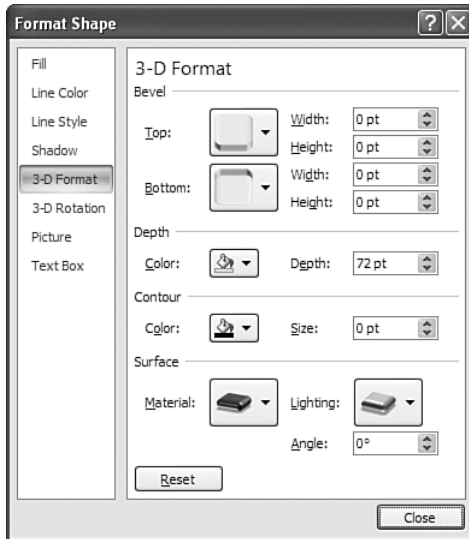 Format Shape
Fill
Line Color
Line Style
Shadow
3-D Format
3-D Rotation
Picture
Text Box
3-D Format
Bevel
Top: Width: 0 pt
Height: 0 pt
Bottom: Width: 0 pt
Height: 0 pt
Depth
Color: Depth: 72 pt
Contour
Color: Size: 0 pt
Surface
Material: Lighting:
Angle: 0°
Reset
Close